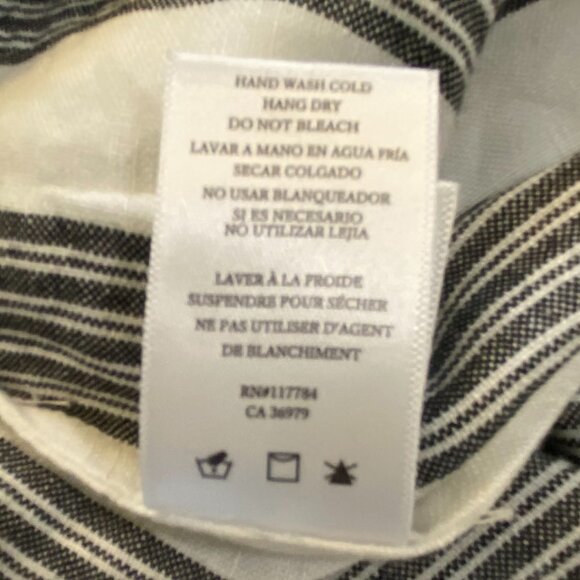 HAND WASH COLD
HANG DRY
DO NOT BLEACH
LAVAR A MANO EN AGUA FRÍA
SECAR COLGADO
NO USAR BLANQUEADOR
SI ES NECESARIO
NO UTILIZAR LEJIA
LAVER À LA FROIDE
SUSPENDRE POUR SÉCHER
NE PAS UTILISER D'AGENT
DE BLANCHIMENT
RN#117784
CA 36979